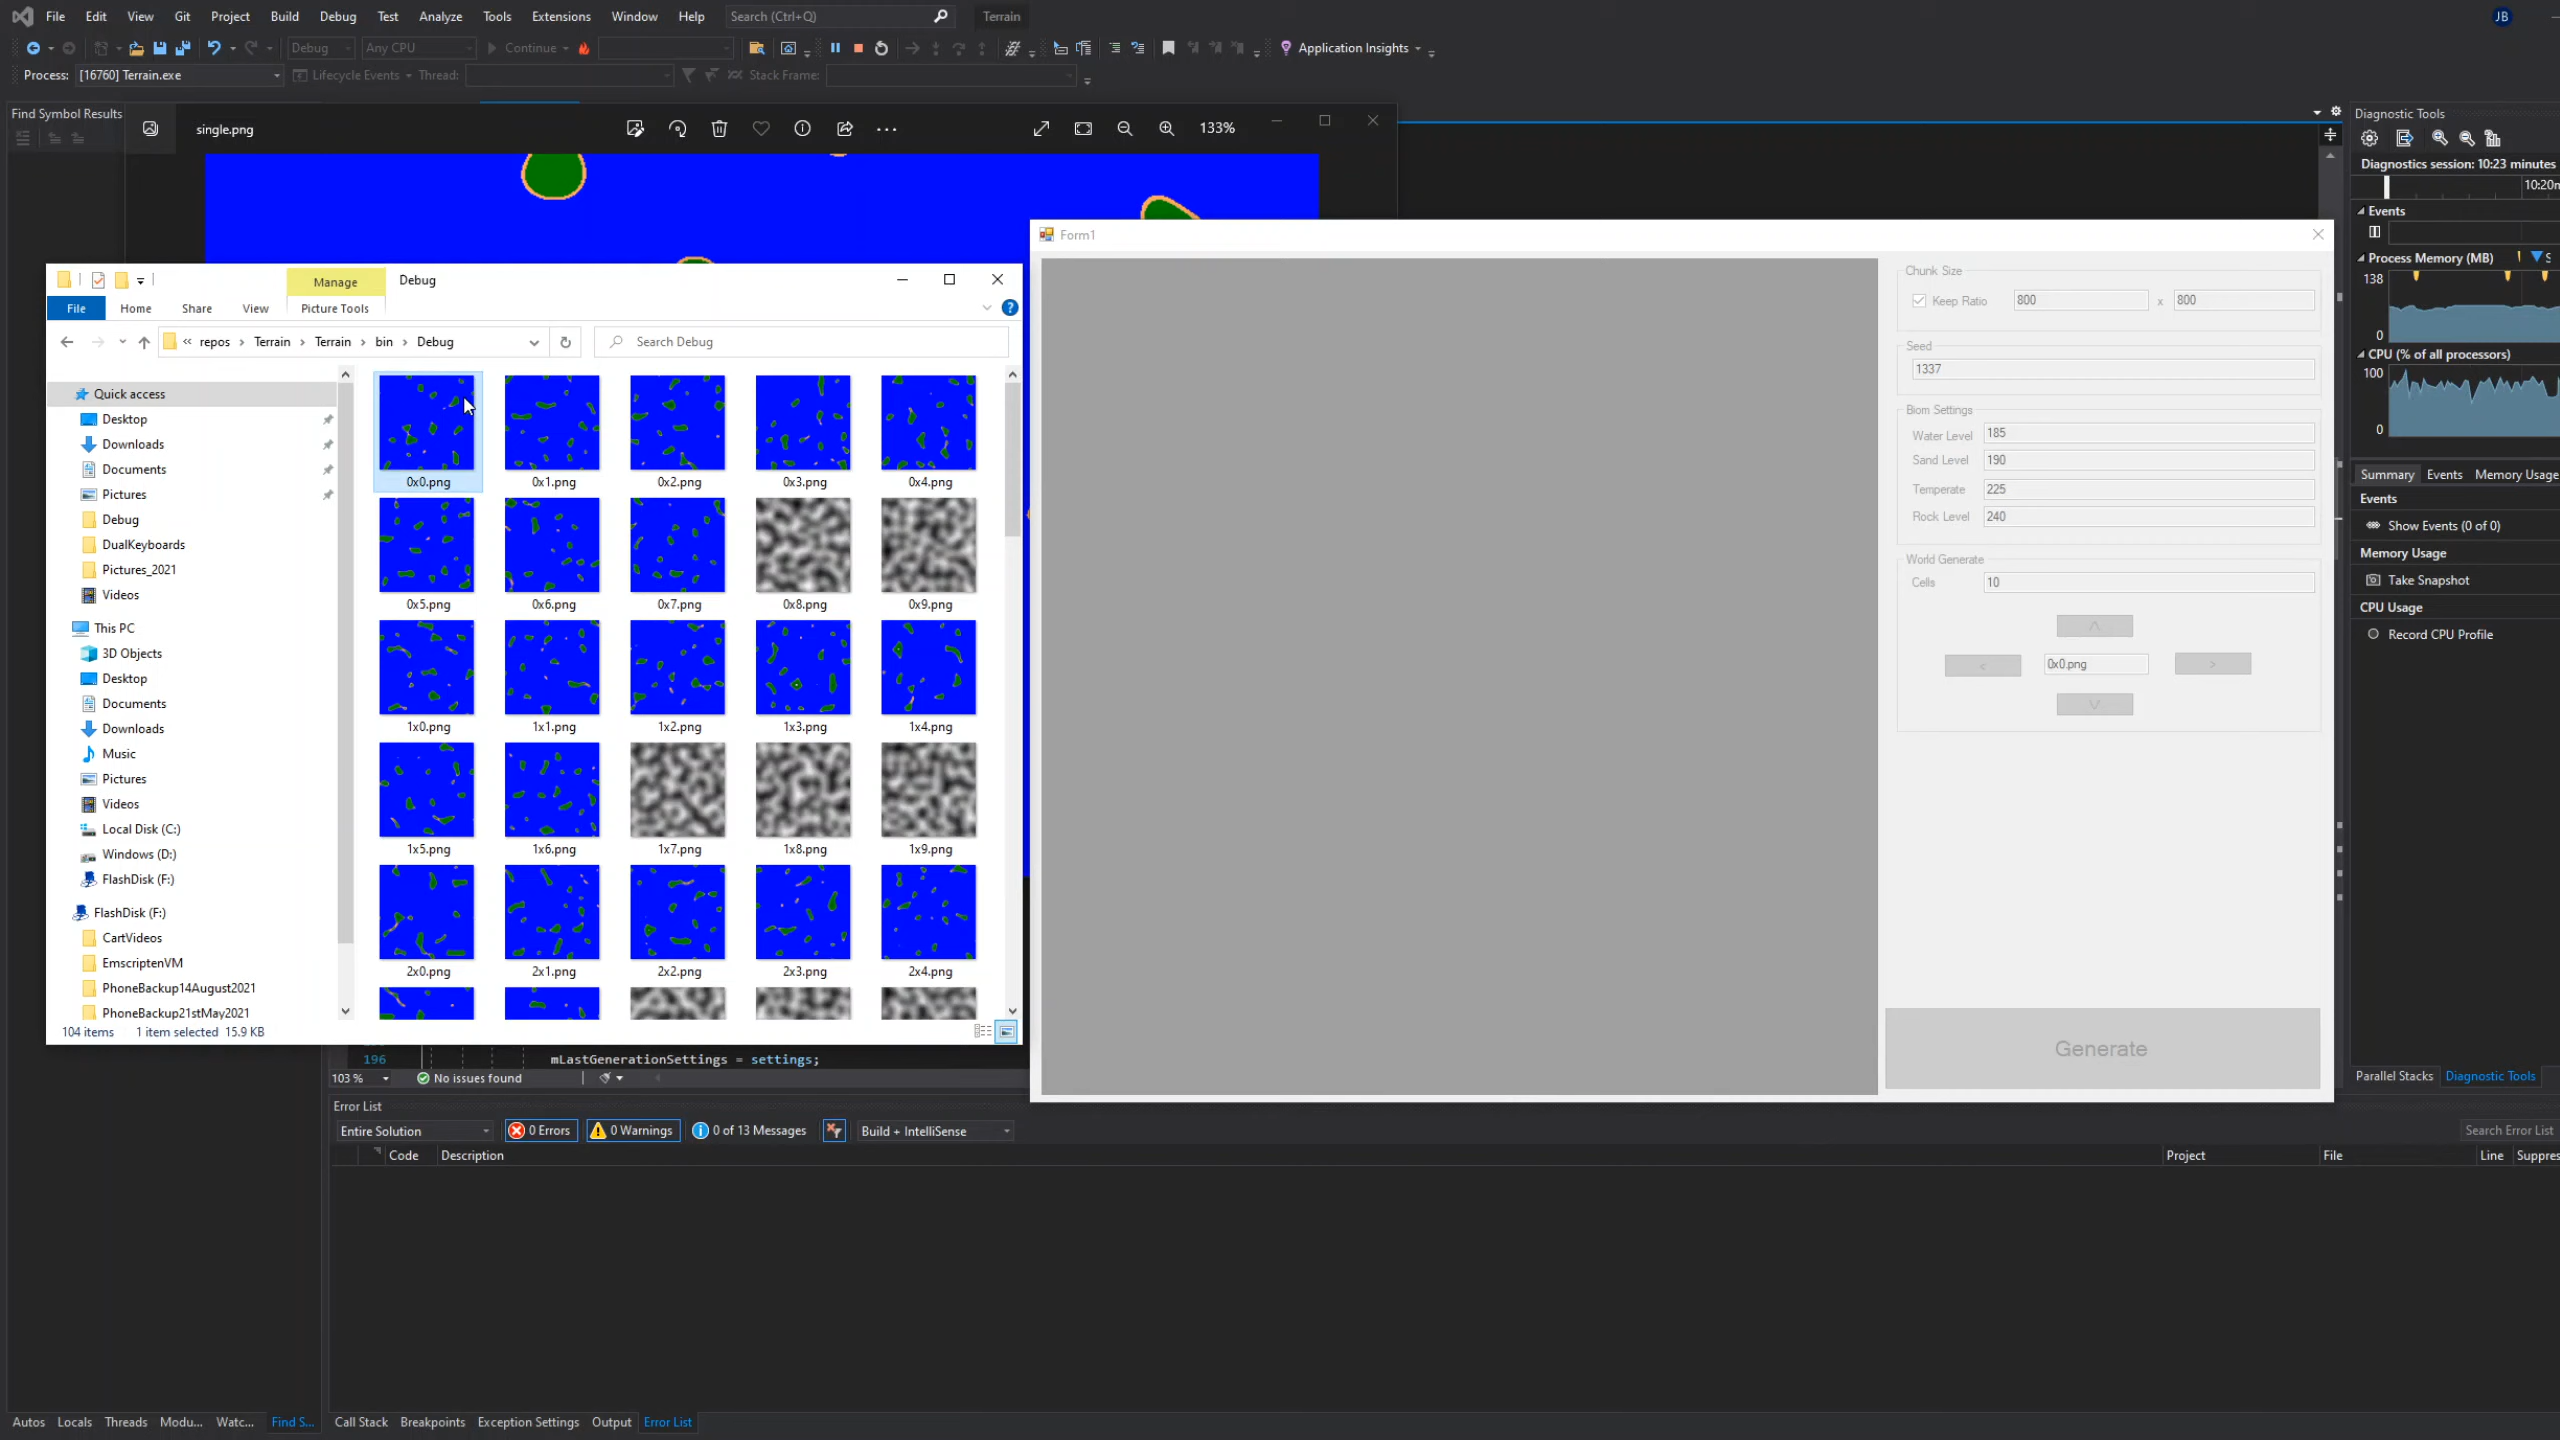 File Edit View Git Project Build Debug Test Analyze Tools Extensions Window Help Search (Ctrl+Q) Terrain JB
Debug Any CPU Continue Application Insights
Process: [16760] Terrain.exe Lifecycle Events Thread: Stack Frame:
Find Symbol Results
single.png 133%
Diagnostic Tools
Diagnostics session: 10:23 minutes
10:20m
Events
Process Memory (MB) S
138
0
CPU (% of all processors)
100
0
Summary Events Memory Usage
Events
Show Events (0 of 0)
Memory Usage
Take Snapshot
CPU Usage
Record CPU Profile
Parallel Stacks Diagnostic Tools
Manage Debug
File Home Share View Picture Tools
« repos › Terrain › Terrain › bin › Debug Search Debug
Quick access
Desktop
Downloads
Documents
Pictures
Debug
DualKeyboards
Pictures_2021
Videos
This PC
3D Objects
Desktop
Documents
Downloads
Music
Pictures
Videos
Local Disk (C:)
Windows (D:)
FlashDisk (F:)
FlashDisk (F:)
CartVideos
EmscriptenVM
PhoneBackup14August2021
PhoneBackup21stMay2021
0x0.png 0x1.png 0x2.png 0x3.png 0x4.png
0x5.png 0x6.png 0x7.png 0x8.png 0x9.png
1x0.png 1x1.png 1x2.png 1x3.png 1x4.png
1x5.png 1x6.png 1x7.png 1x8.png 1x9.png
2x0.png 2x1.png 2x2.png 2x3.png 2x4.png
104 items 1 item selected 15.9 KB
Form1
Chunk Size
Keep Ratio 800 x 800
Seed
1337
Biom Settings
Water Level 185
Sand Level 190
Temperate 225
Rock Level 240
World Generate
Cells 10
^
< 0x0.png >
V
Generate
196 mLastGenerationSettings = settings;
103 % No issues found
Error List
Entire Solution 0 Errors 0 Warnings 0 of 13 Messages Build + IntelliSense Search Error List
Code Description Project File Line Suppres
Autos Locals Threads Modu... Watc... Find S... Call Stack Breakpoints Exception Settings Output Error List